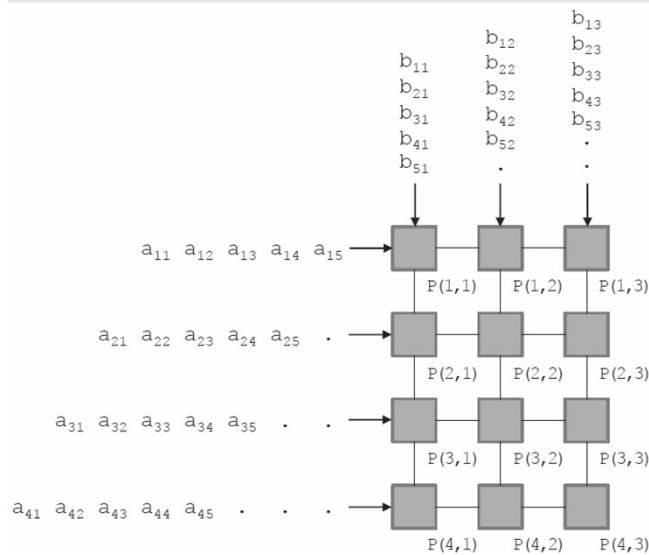 b₁₃
b₁₂ b₂₃
b₁₁ b₂₂ b₃₃
b₂₁ b₃₂ b₄₃
b₃₁ b₄₂ b₅₃
b₄₁ b₅₂ .
b₅₁ . .
a₁₁ a₁₂ a₁₃ a₁₄ a₁₅
P(1,1) P(1,2) P(1,3)
a₂₁ a₂₂ a₂₃ a₂₄ a₂₅ .
P(2,1) P(2,2) P(2,3)
a₃₁ a₃₂ a₃₃ a₃₄ a₃₅ . .
P(3,1) P(3,2) P(3,3)
a₄₁ a₄₂ a₄₃ a₄₄ a₄₅ . . .
P(4,1) P(4,2) P(4,3)